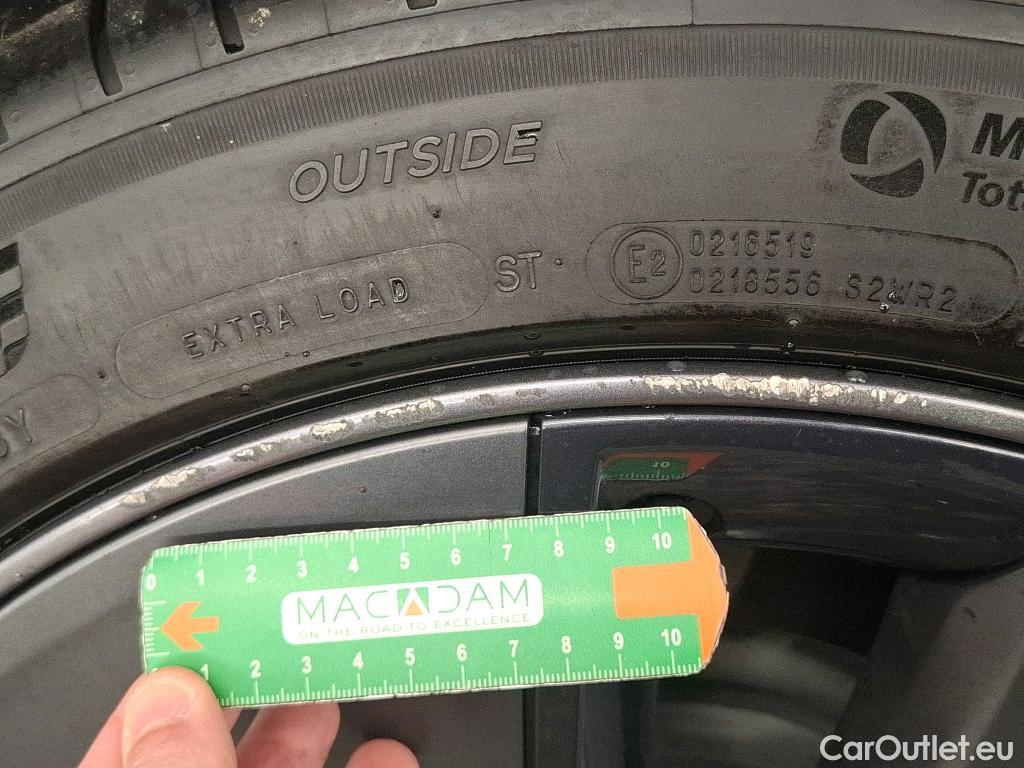 OUTSIDE
EXTRA LOAD
ST
E2
0216519
0218556 S2WR2
10
0 1 2 3 4 5 6 7 8 9 10
MACADAM
ON THE ROAD TO EXCELLENCE
1 2 3 4 5 6 7 8 9 10
CarOutlet.eu